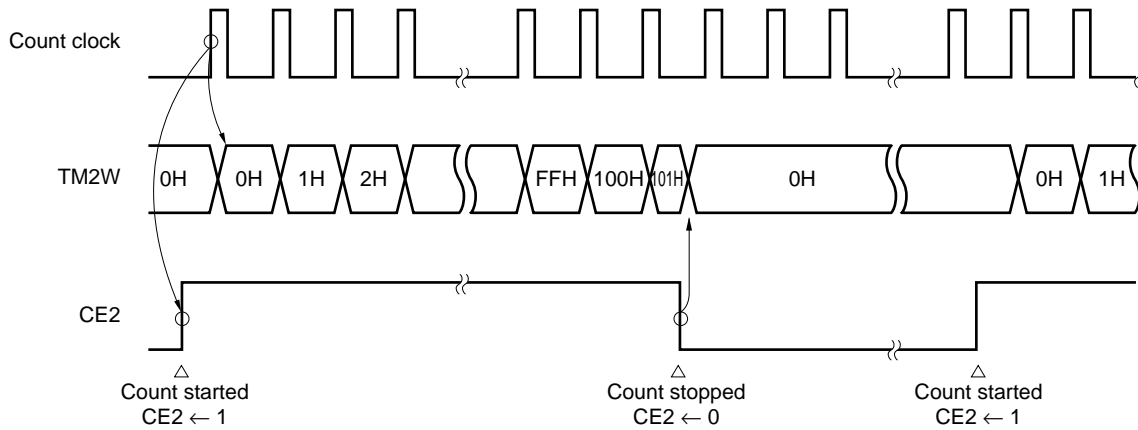 Count clock
TM2W
0H
0H
1H
2H
FFH
100H
101H
0H
0H
1H
CE2
Count started
CE2 ← 1
Count stopped
CE2 ← 0
Count started
CE2 ← 1